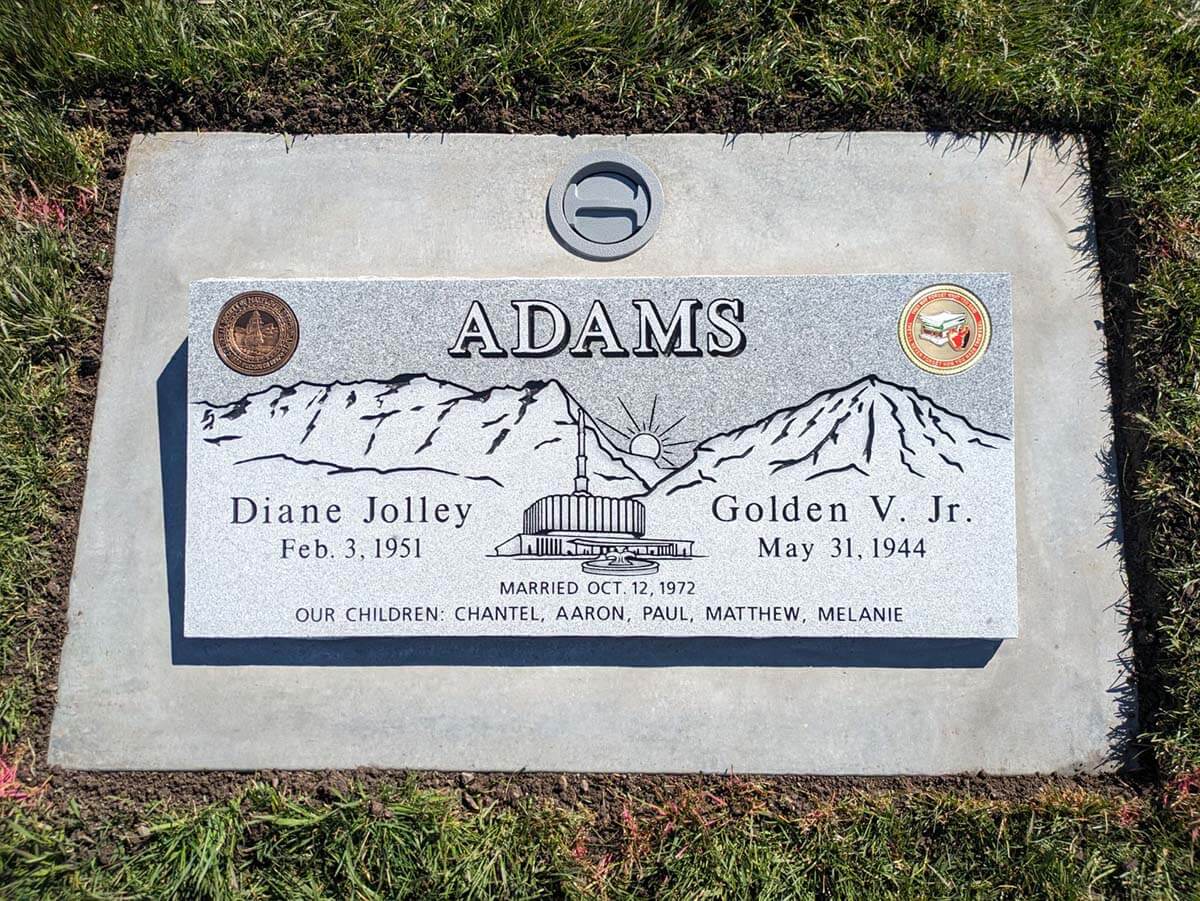 ADAMS
Diane Jolley
Feb. 3, 1951
Golden V. Jr.
May 31, 1944
MARRIED OCT. 12, 1972
OUR CHILDREN: CHANTEL, AARON, PAUL, MATTHEW, MELANIE